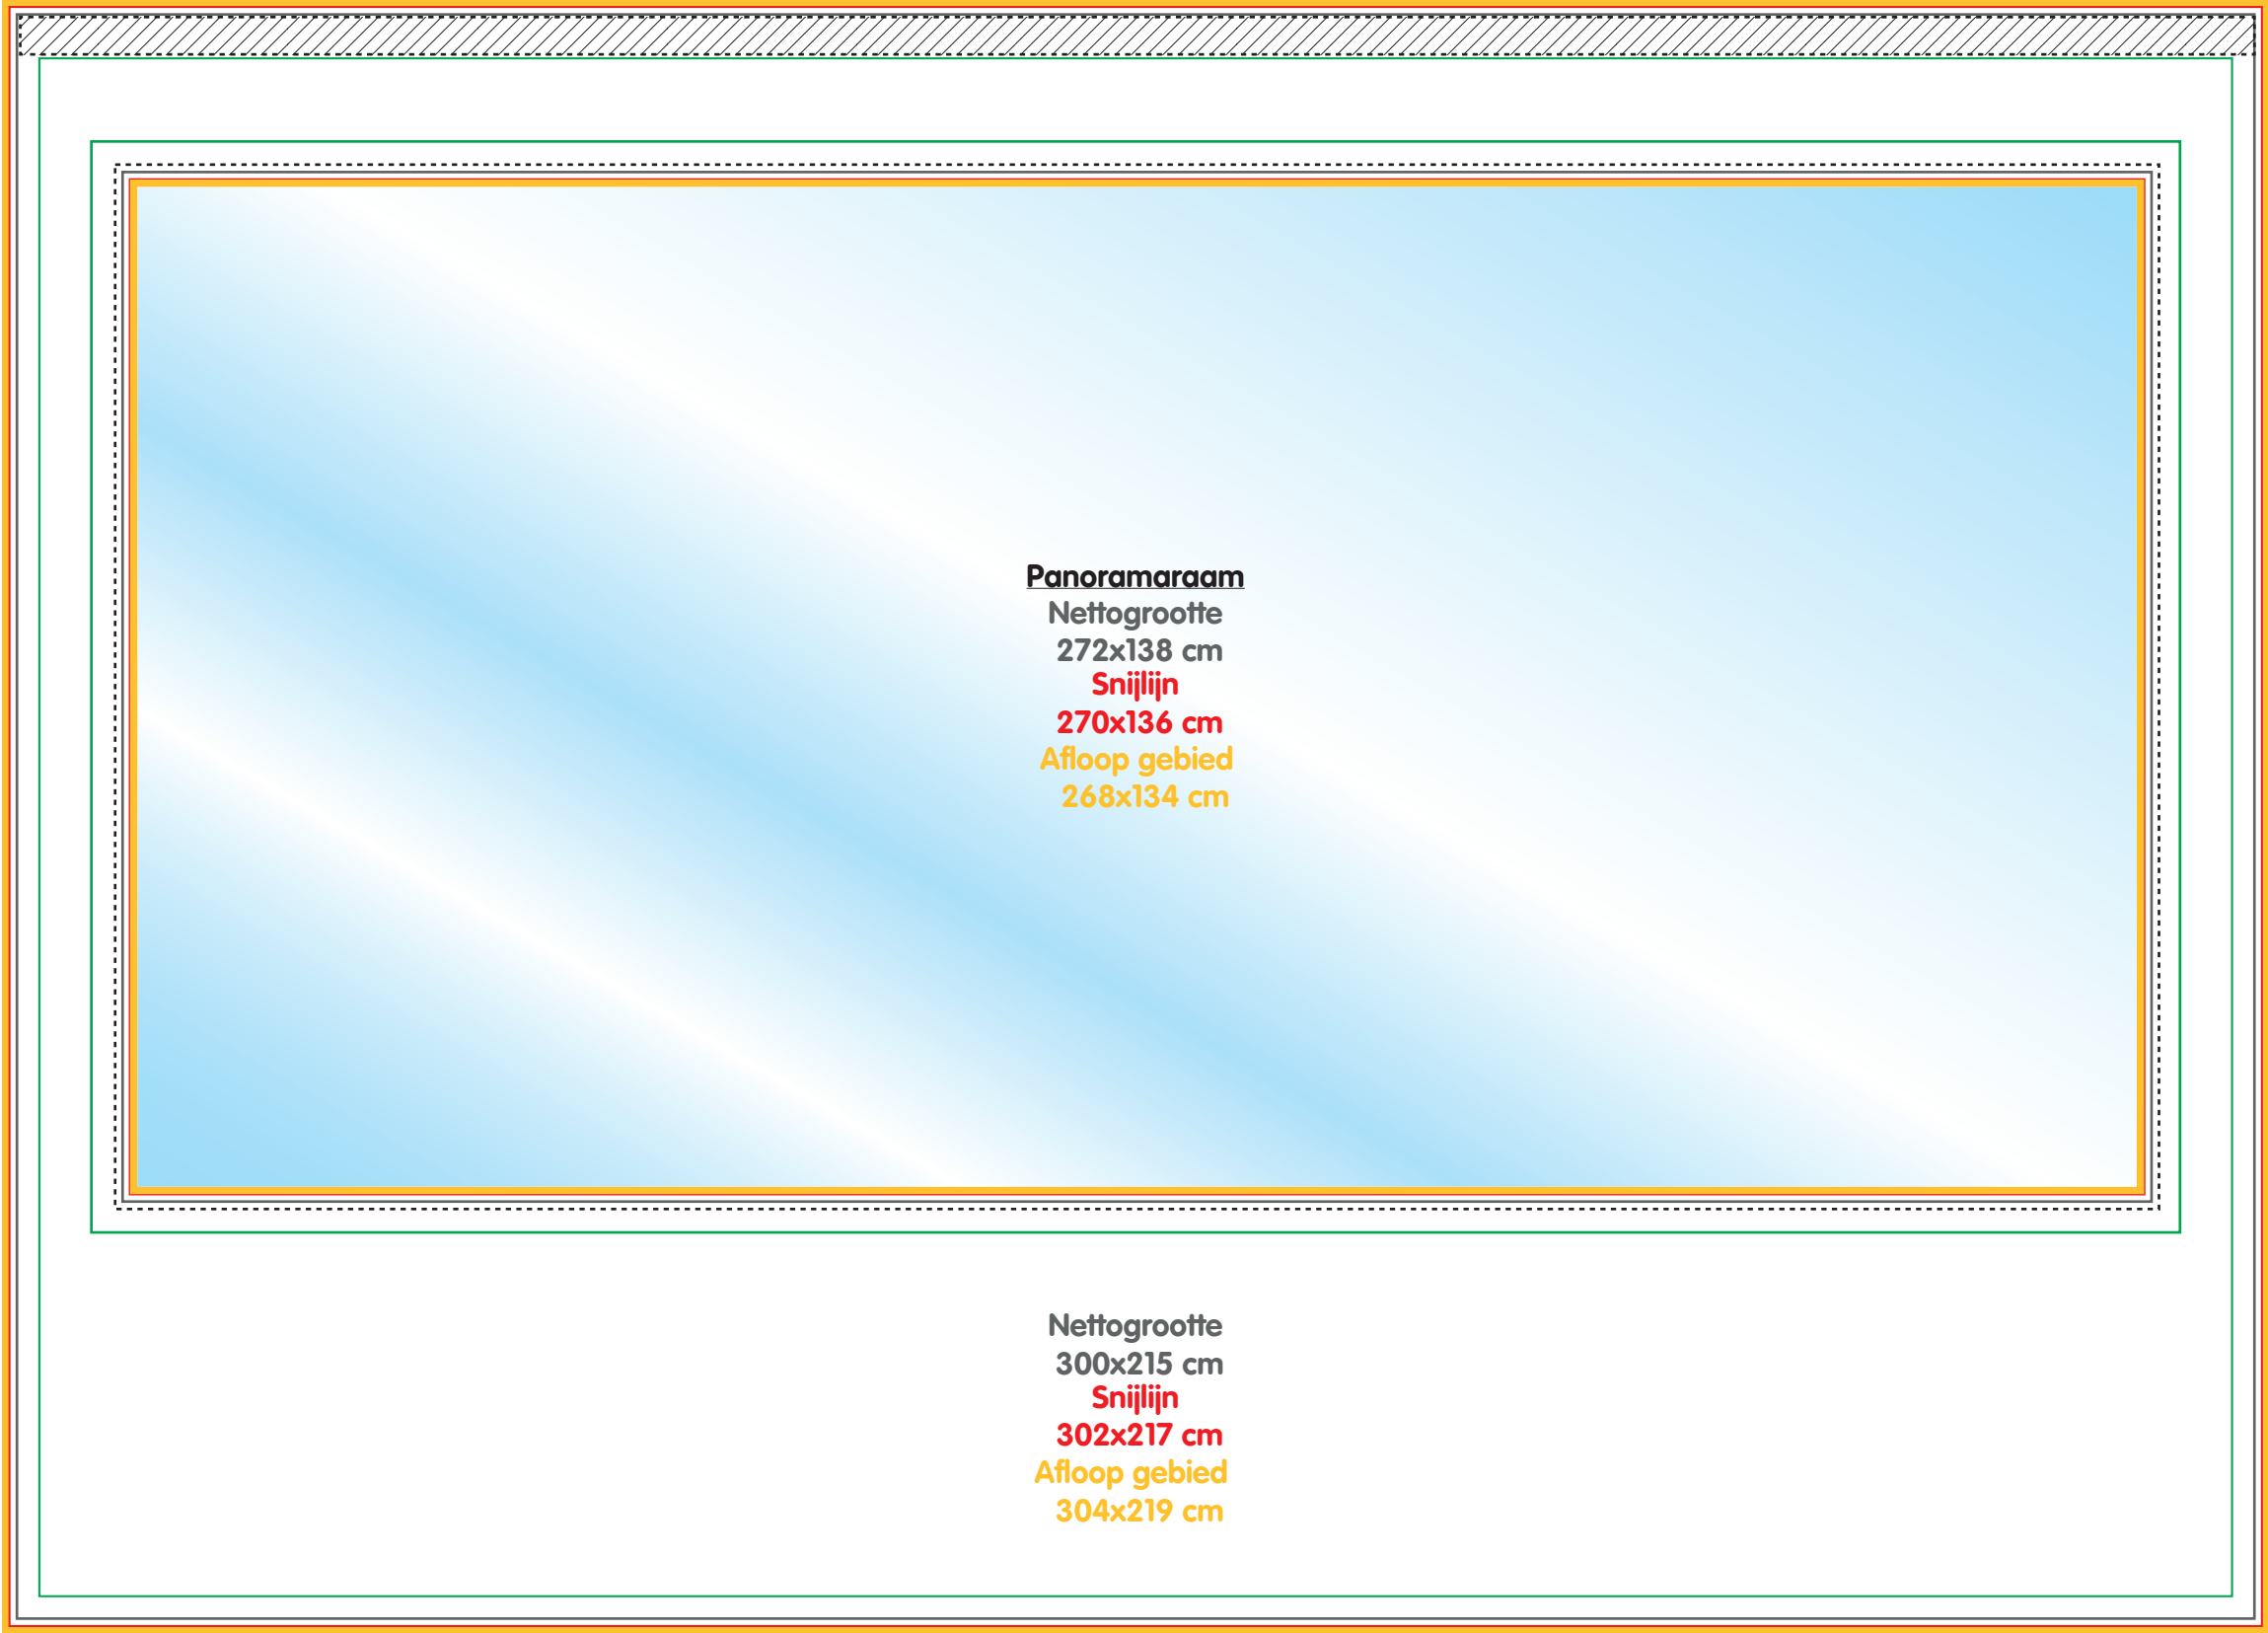 Panoramaraam
Nettogrootte
272x138 cm
Snijlijn
270x136 cm
Afloop gebied
268x134 cm
Nettogrootte
300x215 cm
Snijlijn
302x217 cm
Afloop gebied
304x219 cm